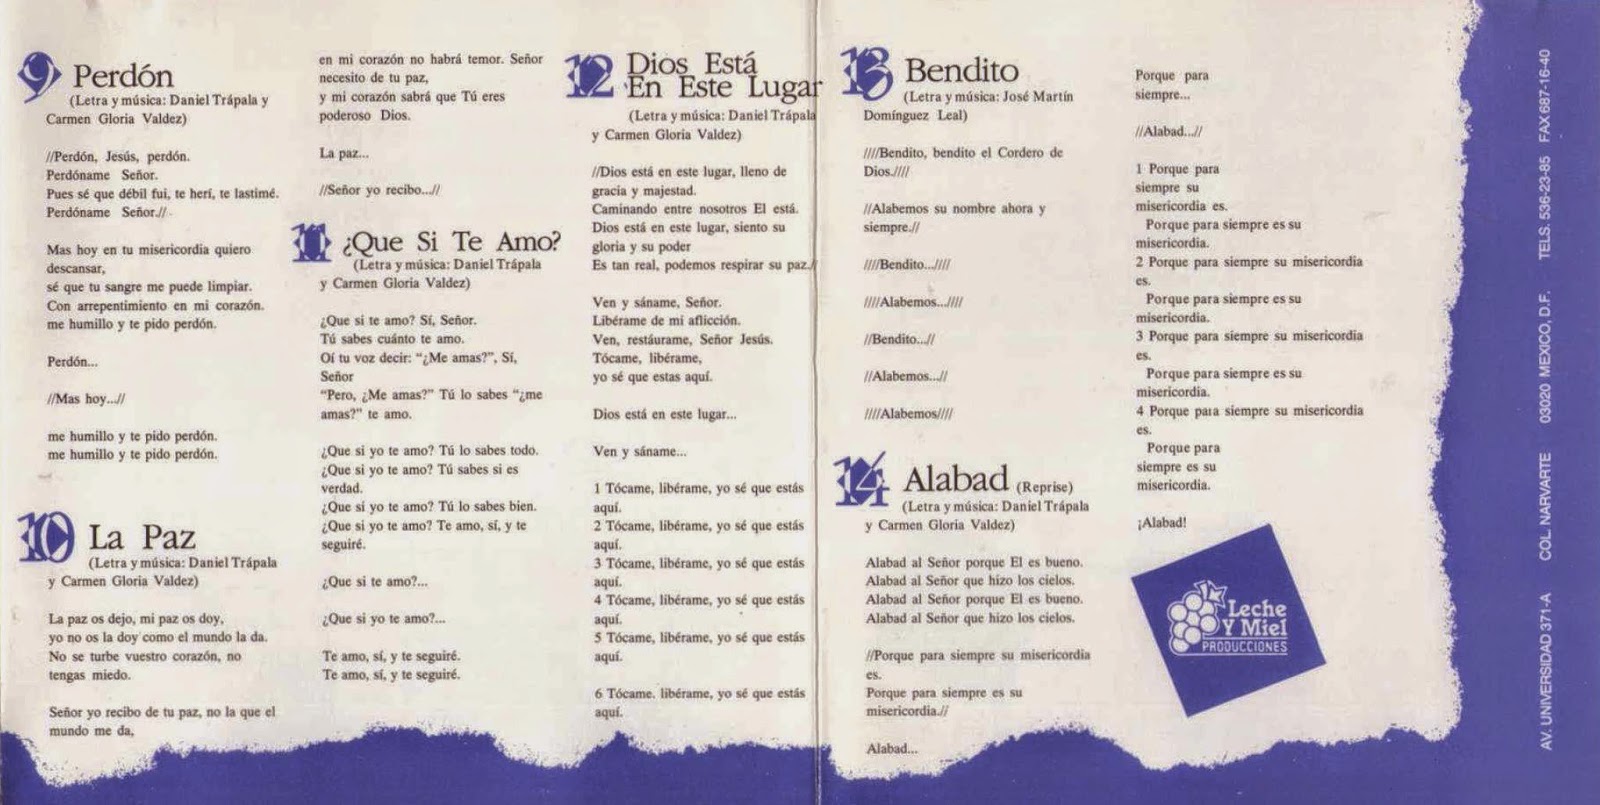 9 Perdón
(Letra y música: Daniel Trápala y
Carmen Gloria Valdez)
//Perdón, Jesús, perdón.
Perdóname Señor.
Pues sé que débil fui, te herí, te lastimé.
Perdóname Señor.//
Mas hoy en tu misericordia quiero
descansar,
sé que tu sangre me puede limpiar.
Con arrepentimiento en mi corazón.
me humillo y te pido perdón.
Perdón...
//Mas hoy...//
me humillo y te pido perdón.
me humillo y te pido perdón.
10 La Paz
(Letra y música: Daniel Trápala
y Carmen Gloria Valdez)
La paz os dejo, mi paz os doy,
yo no os la doy como el mundo la da.
No se turbe vuestro corazón, no
tengas miedo.
Señor yo recibo de tu paz, no la que el
mundo me da,
en mi corazón no habrá temor. Señor
necesito de tu paz,
y mi corazón sabrá que Tú eres
poderoso Dios.
La paz...
//Señor yo recibo...//
11 ¿Que Si Te Amo?
(Letra y música: Daniel Trápala
y Carmen Gloria Valdez)
¿Que si te amo? Sí, Señor.
Tú sabes cuánto te amo.
Oí tu voz decir: "¿Me amas?", Sí,
Señor
"Pero, ¿Me amas?" Tú lo sabes "¿me
amas?" te amo.
¿Que si yo te amo? Tú lo sabes todo.
¿Que si yo te amo? Tú sabes si es
verdad.
¿Que si yo te amo? Tú lo sabes bien.
¿Que si yo te amo? Te amo, sí, y te
seguiré.
¿Que si te amo?...
¿Que si yo te amo?...
Te amo, sí, y te seguiré.
Te amo, sí, y te seguiré.
12 Dios Está
En Este Lugar
(Letra y música: Daniel Trápala
y Carmen Gloria Valdez)
//Dios está en este lugar, lleno de
gracia y majestad.
Caminando entre nosotros El está.
Dios está en este lugar, siento su
gloria y su poder
Es tan real, podemos respirar su paz.//
Ven y sáname, Señor.
Libérame de mi aflicción.
Ven, restáurame, Señor Jesús.
Tócame, libérame,
yo sé que estas aquí.
Dios está en este lugar...
Ven y sáname...
1 Tócame, libérame, yo sé que estás
aquí.
2 Tócame, libérame, yo sé que estás
aquí.
3 Tócame, libérame, yo sé que estás
aquí.
4 Tócame, libérame, yo sé que estás
aquí.
5 Tócame, libérame, yo sé que estás
aquí.
6 Tócame. libérame, yo sé que estás
aquí.
13 Bendito
(Letra y música: José Martín
Domínguez Leal)
////Bendito, bendito el Cordero de
Dios.////
//Alabemos su nombre ahora y
siempre.//
////Bendito...////
////Alabemos...////
//Bendito...//
//Alabemos...//
////Alabemos////
14 Alabad (Reprise)
(Letra y música: Daniel Trápala
y Carmen Gloria Valdez)
Alabad al Señor porque El es bueno.
Alabad al Señor que hizo los cielos.
Alabad al Señor porque El es bueno.
Alabad al Señor que hizo los cielos.
//Porque para siempre su misericordia
es.
Porque para siempre es su
misericordia.//
Alabad...
Porque para
siempre...
//Alabad...//
1 Porque para
siempre su
misericordia es.
Porque para siempre es su
misericordia.
2 Porque para siempre su misericordia
es.
Porque para siempre es su
misericordia.
3 Porque para siempre su misericordia
es.
Porque para siempre es su
misericordia.
4 Porque para siempre su misericordia
es.
Porque para
siempre es su
misericordia.
¡Alabad!
Leche
Y Miel
PRODUCCIONES
AV. UNIVERSIDAD 371-A COL. NARVARTE 03020 MEXICO, D.F. TELS. 536-23-85 FAX 687-16-40